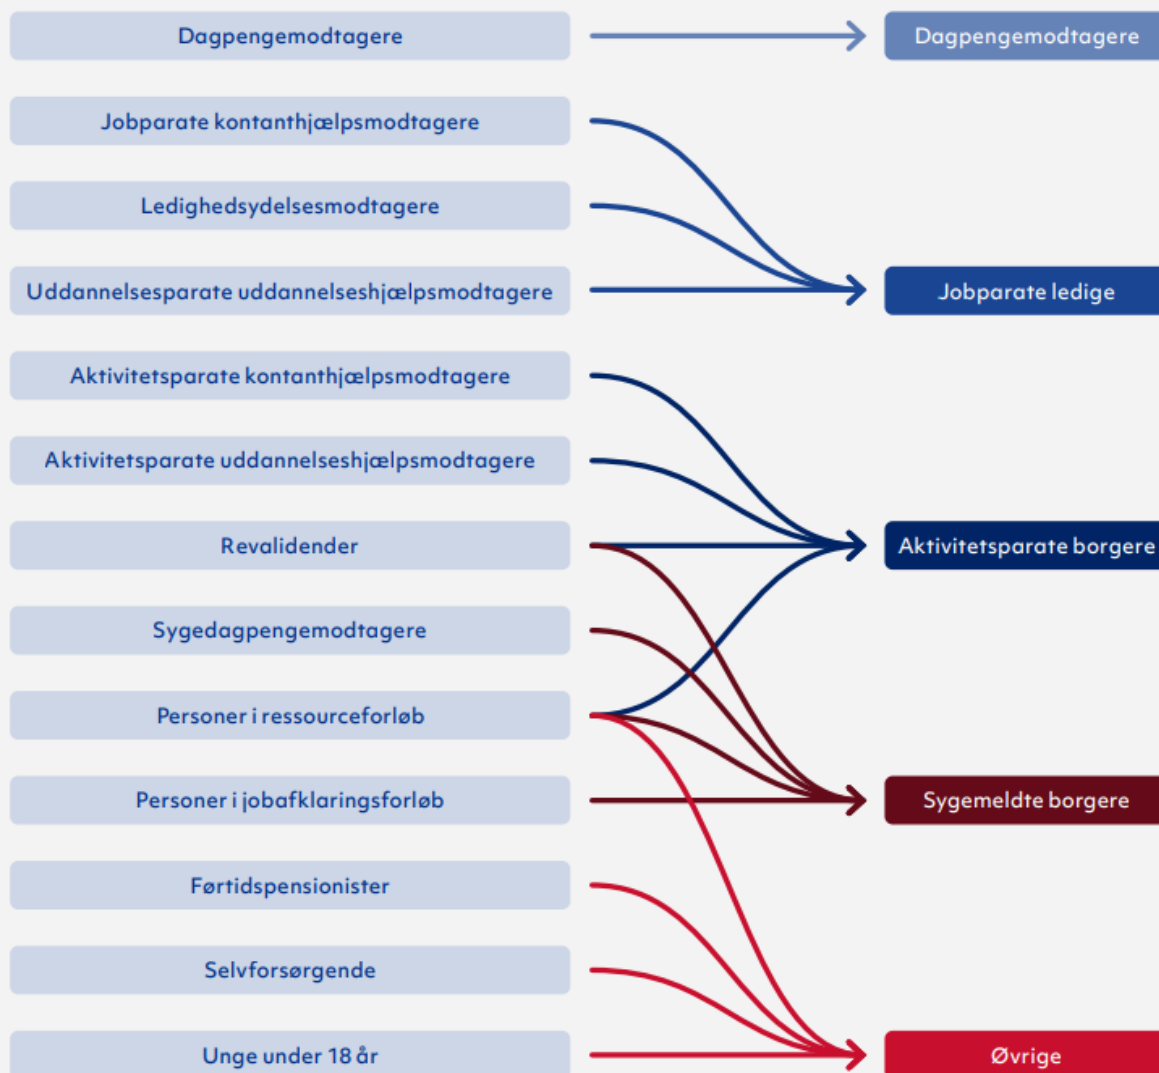 Dagpengemodtagere
Dagpengemodtagere
Jobparate kontanthjælpsmodtagere
Ledighedsydelsesmodtagere
Uddannelsesparate uddannelseshjælpsmodtagere
Jobparate ledige
Aktivitetsparate kontanthjælpsmodtagere
Aktivitetsparate uddannelseshjælpsmodtagere
Revalidender
Aktivitetsparate borgere
Sygedagpengemodtagere
Personer i ressourceforløb
Personer i jobafklaringsforløb
Sygemeldte borgere
Førtidspensionister
Selvforsørgende
Unge under 18 år
Øvrige